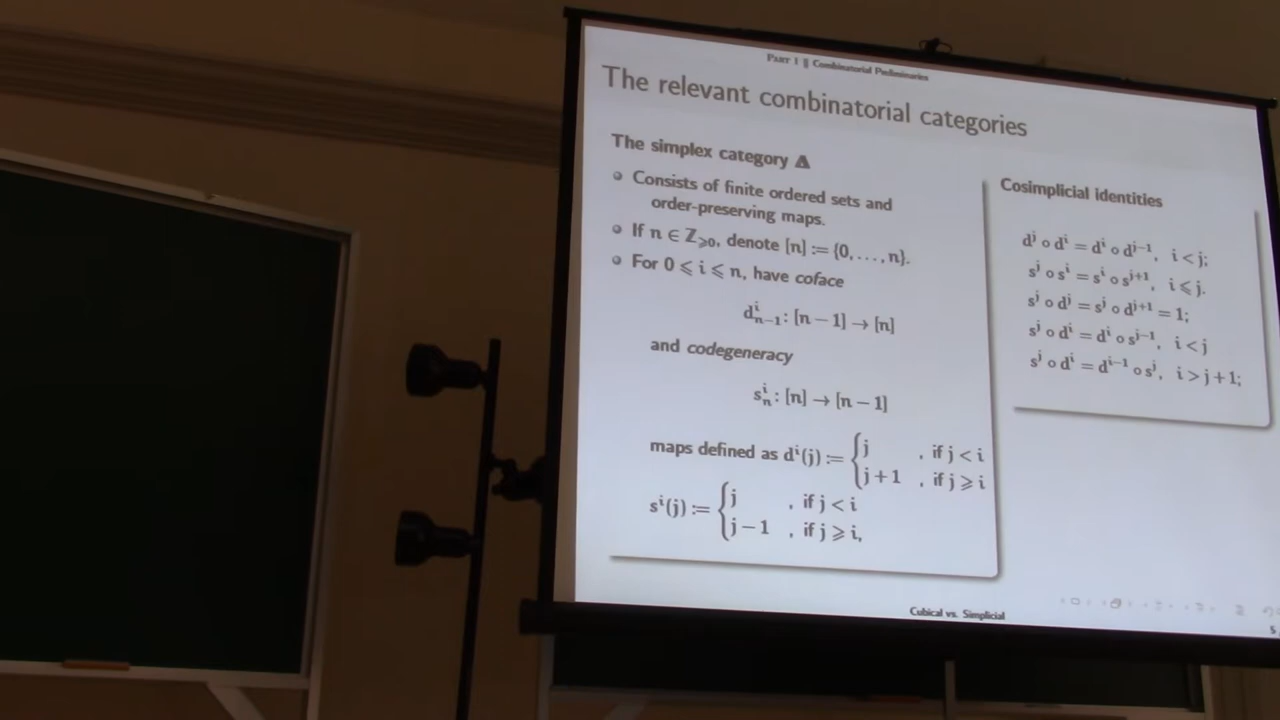 PART 1 || Combinatorial Preliminaries
The relevant combinatorial categories
The simplex category Δ
Consists of finite ordered sets and
order-preserving maps.
If n ∈ ℤ⩾0, denote [n] := {0, . . . , n}.
For 0 ⩽ i ⩽ n, have coface
dⁱₙ₋₁ : [n − 1] → [n]
and codegeneracy
sⁱₙ : [n] → [n − 1]
maps defined as dⁱ(j) := { j , if j < i
j + 1 , if j ⩾ i
sⁱ(j) := { j , if j < i
j − 1 , if j ⩾ i,
Cosimplicial identities
dʲ ∘ dⁱ = dⁱ ∘ dʲ⁻¹, i < j;
sʲ ∘ sⁱ = sⁱ ∘ sʲ⁺¹, i ⩽ j.
sʲ ∘ dʲ = sʲ ∘ dʲ⁺¹ = 1;
sʲ ∘ dⁱ = dⁱ ∘ sʲ⁻¹, i < j
sʲ ∘ dⁱ = dⁱ⁻¹ ∘ sʲ, i > j + 1;
Cubical vs. Simplicial
5